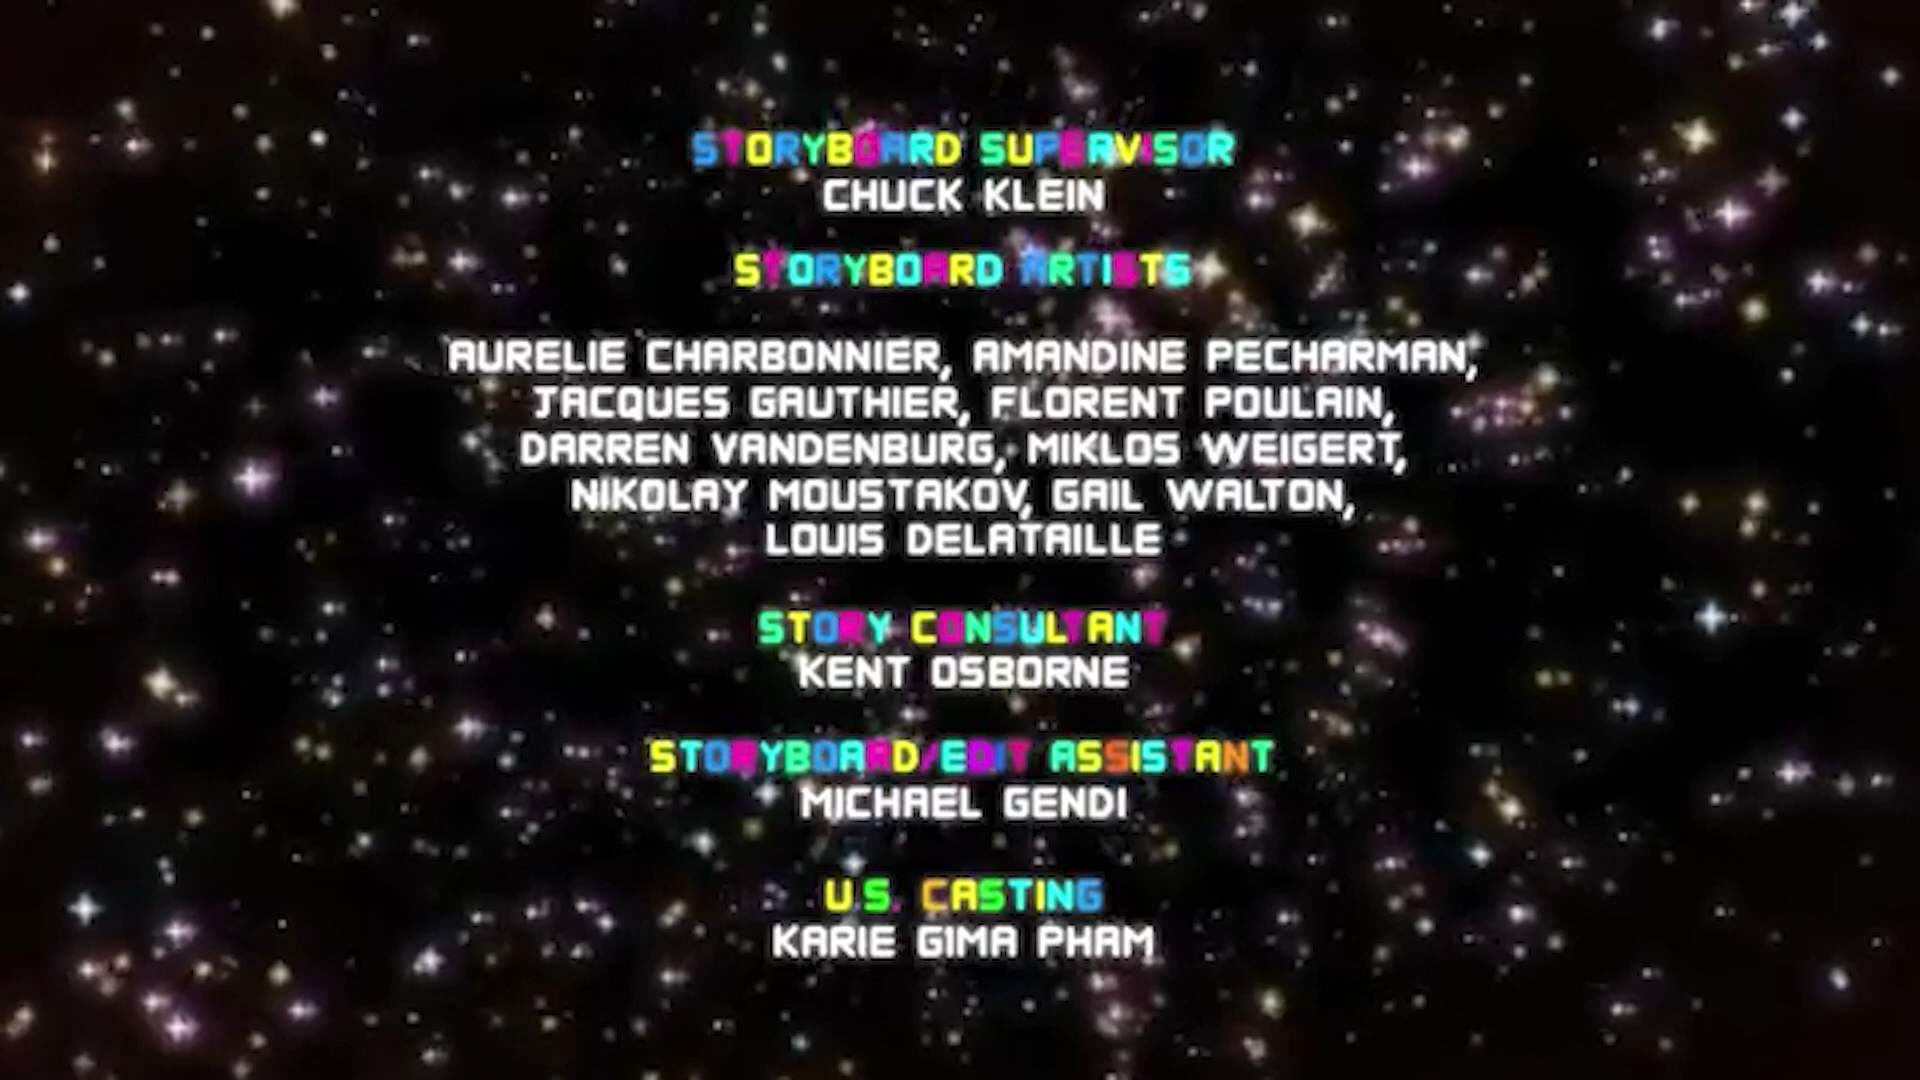 STORYBOARD SUPERVISOR
CHUCK KLEIN
STORYBOARD ARTISTS
AURELIE CHARBONNIER, AMANDINE PECHARMAN,
JACQUES GAUTHIER, FLORENT POULAIN,
DARREN VANDENBURG, MIKLOS WEIGERT,
NIKOLAY MOUSTAKOV, GAIL WALTON,
LOUIS DELATAILLE
STORY CONSULTANT
KENT OSBORNE
STORYBOARD/EDIT ASSISTANT
MICHAEL GENDI
U.S. CASTING
KARIE GIMA PHAM